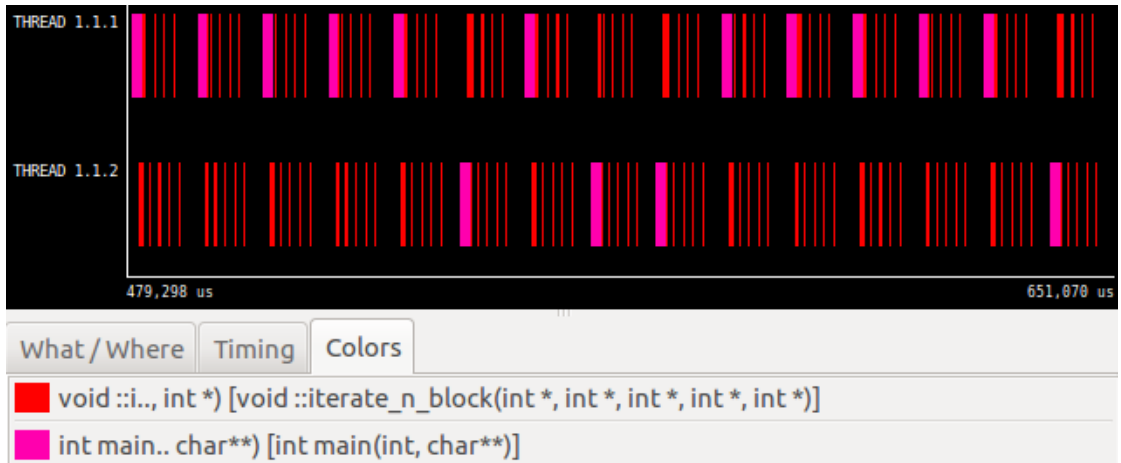 THREAD 1.1.1
THREAD 1.1.2
479,298 us 651,070 us
What / Where Timing Colors
void ::i.., int *) [void ::iterate_n_block(int *, int *, int *, int *, int *)]
int main.. char**) [int main(int, char**)]